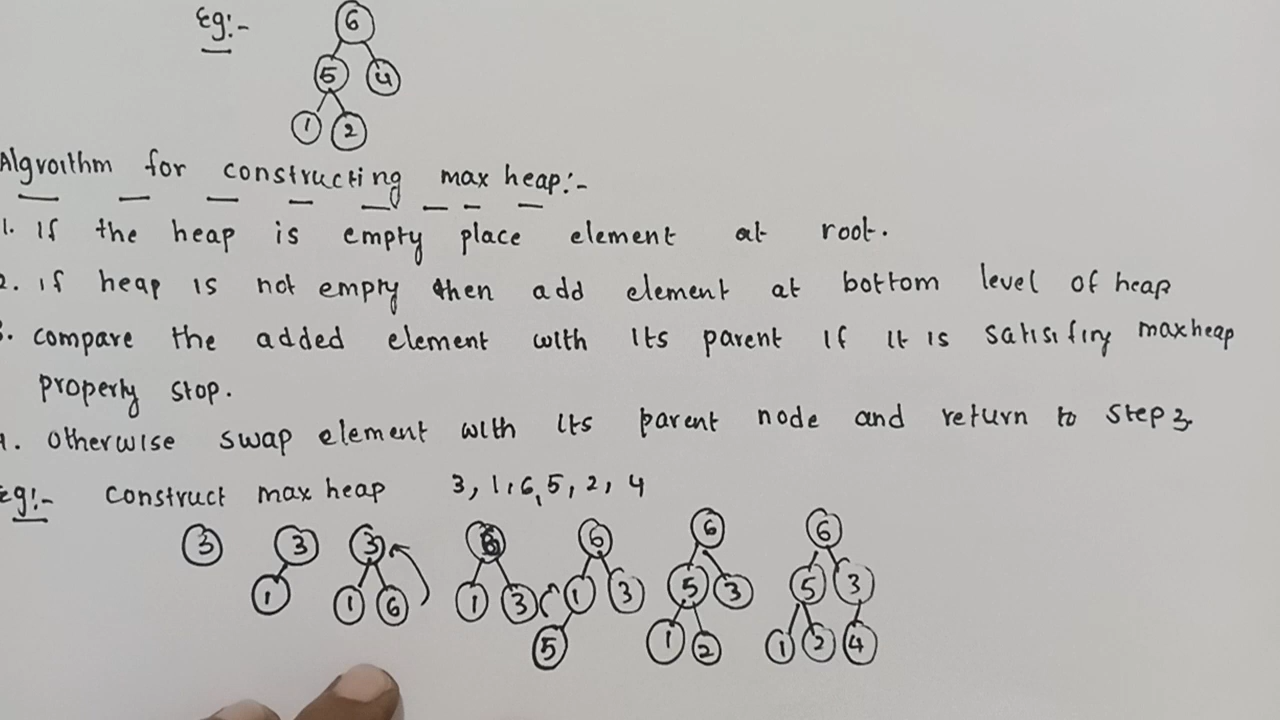 Eg:-
6
5 4
1 2
Algroithm for constructing max heap:-
1. If the heap is empty place element at root.
2. if heap is not empty then add element at bottom level of heap
3. compare the added element with its parent if it is satisifiny maxheap
property stop.
4. Otherwise swap element with its parent node and return to step 3.
Eg:- Construct max heap 3, 1, 6, 5, 2, 4
3 3 3 6 6 6 6
1 1 6 1 3 1 3 5 3 5 3
5 1 2 1 2 4